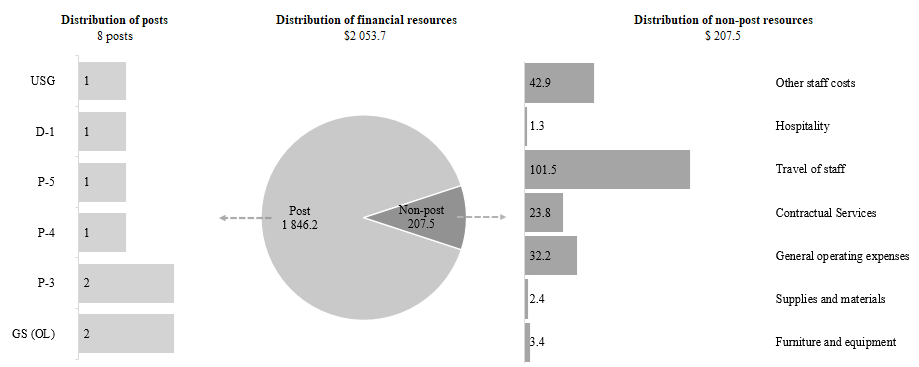 Distribution of posts
8 posts
USG
1
D-1
1
P-5
1
P-4
1
P-3
2
GS (OL)
2
Distribution of financial resources
$2 053.7
Post
1 846.2
Non-post
207.5
Distribution of non-post resources
$ 207.5
42.9 Other staff costs
1.3 Hospitality
101.5 Travel of staff
23.8 Contractual Services
32.2 General operating expenses
2.4 Supplies and materials
3.4 Furniture and equipment